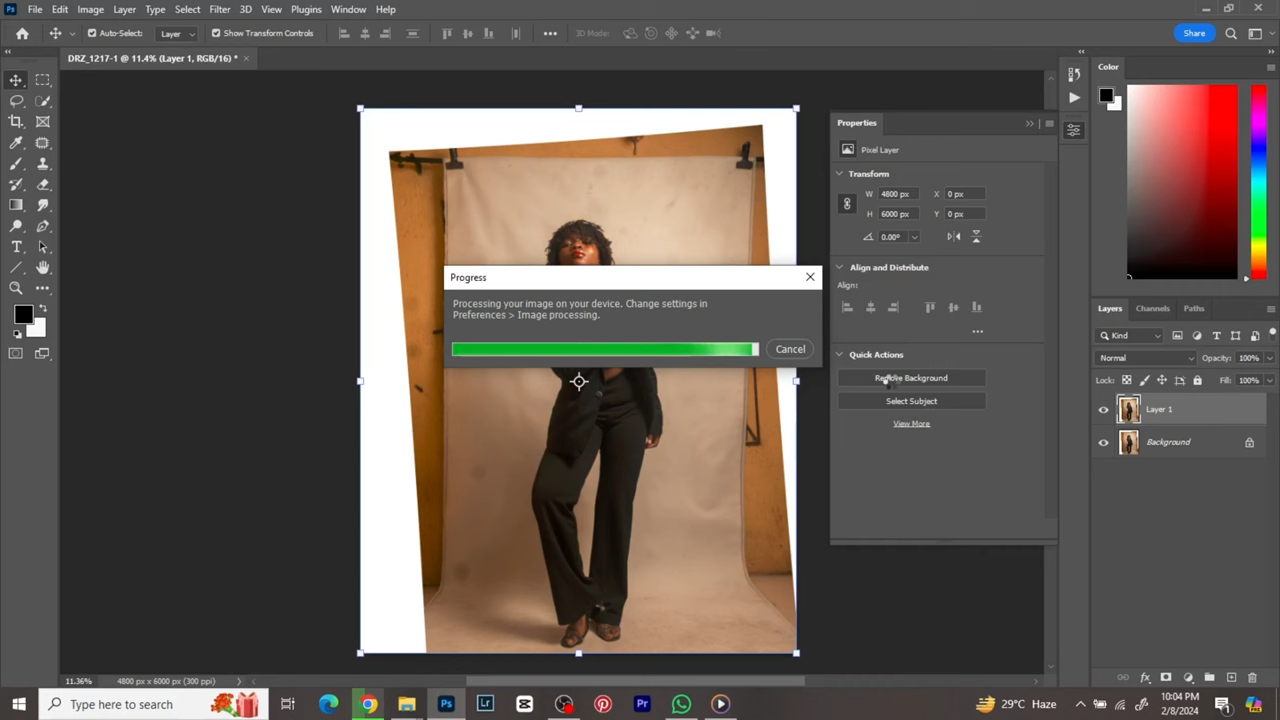 Ps File Edit Image Layer Type Select Filter 3D View Plugins Window Help
Auto-Select: Layer Show Transform Controls 3D Mode: Share
DRZ_1217-1 @ 11.4% (Layer 1, RGB/16) *
Color
Properties
Pixel Layer
Transform
W 4800 px X 0 px
H 6000 px Y 0 px
0.00°
Align and Distribute
Align:
Quick Actions
Remove Background
Select Subject
View More
Progress
Processing your image on your device. Change settings in
Preferences > Image processing.
Cancel
Layers Channels Paths
Kind
Normal Opacity: 100%
Lock: Fill: 100%
Layer 1
Background
11.36% 4800 px x 6000 px (300 ppi)
Type here to search
Ps Lr Pr
29°C Haze
10:04 PM
2/8/2024